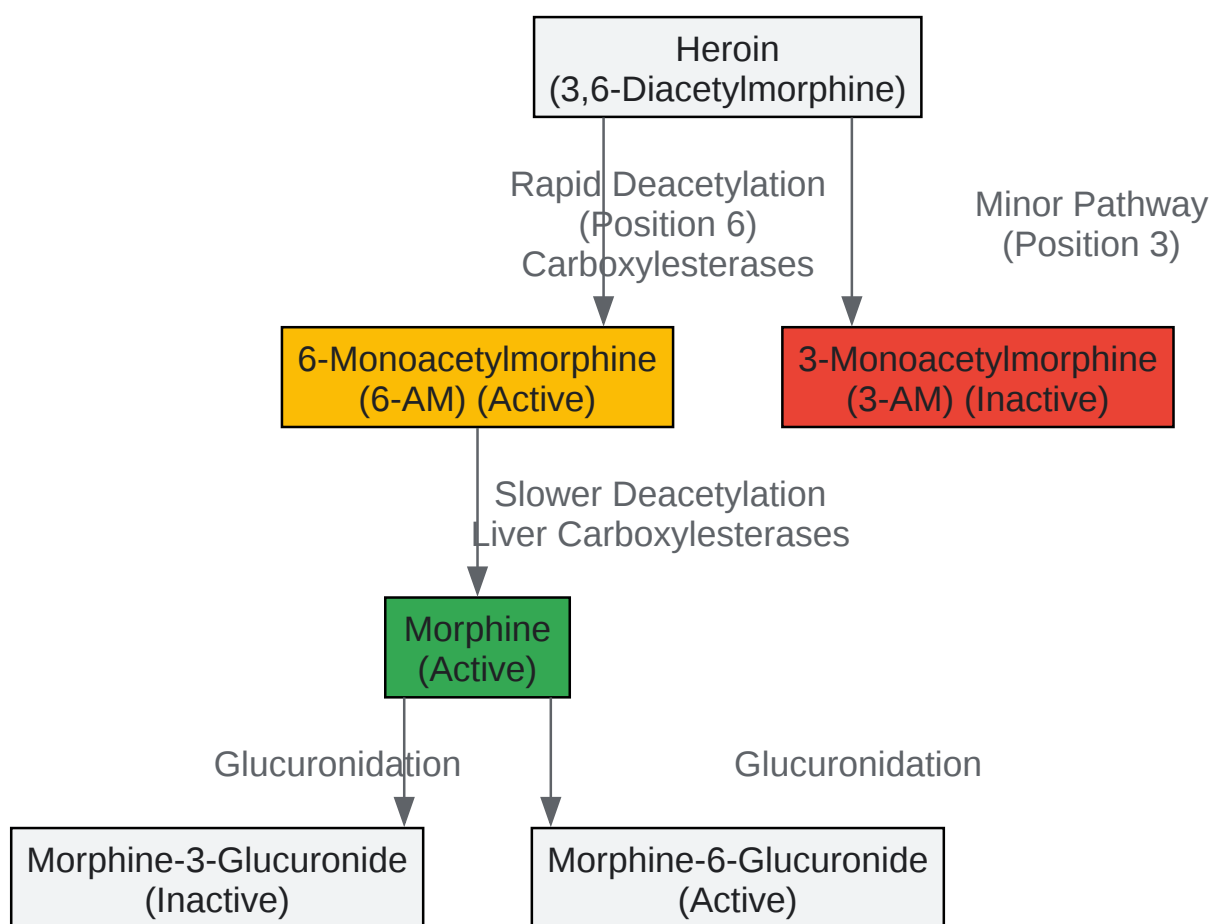 Heroin
(3,6-Diacetylmorphine)
Rapid Deacetylation
(Position 6)
Carboxylesterases
Minor Pathway
(Position 3)
6-Monoacetylmorphine
(6-AM) (Active)
3-Monoacetylmorphine
(3-AM) (Inactive)
Slower Deacetylation
Liver Carboxylesterases
Morphine
(Active)
Glucuronidation
Glucuronidation
Morphine-3-Glucuronide
(Inactive)
Morphine-6-Glucuronide
(Active)